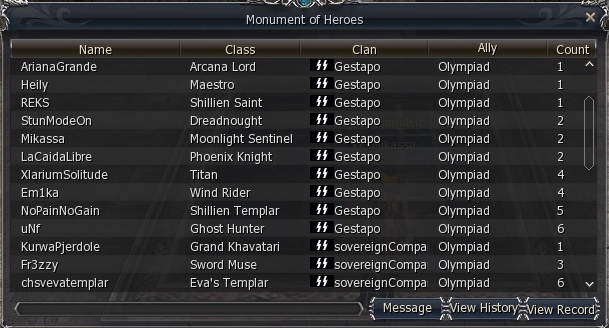 Monument of Heroes
Name Class Clan Ally Count
ArianaGrande Arcana Lord Gestapo Olympiad 1
Heily Maestro Gestapo Olympiad 1
REKS Shillien Saint Gestapo Olympiad 1
StunModeOn Dreadnought Gestapo Olympiad 2
Mikassa Moonlight Sentinel Gestapo Olympiad 2
LaCaidaLibre Phoenix Knight Gestapo Olympiad 2
XlariumSolitude Titan Gestapo Olympiad 4
Em1ka Wind Rider Gestapo Olympiad 4
NoPainNoGain Shillien Templar Gestapo Olympiad 5
uNf Ghost Hunter Gestapo Olympiad 6
KurwaPjerdole Grand Khavatari sovereignCompa Olympiad 1
Fr3zzy Sword Muse sovereignCompa Olympiad 3
chsvevatemplar Eva's Templar sovereignCompa Olympiad 6
Message View History View Record